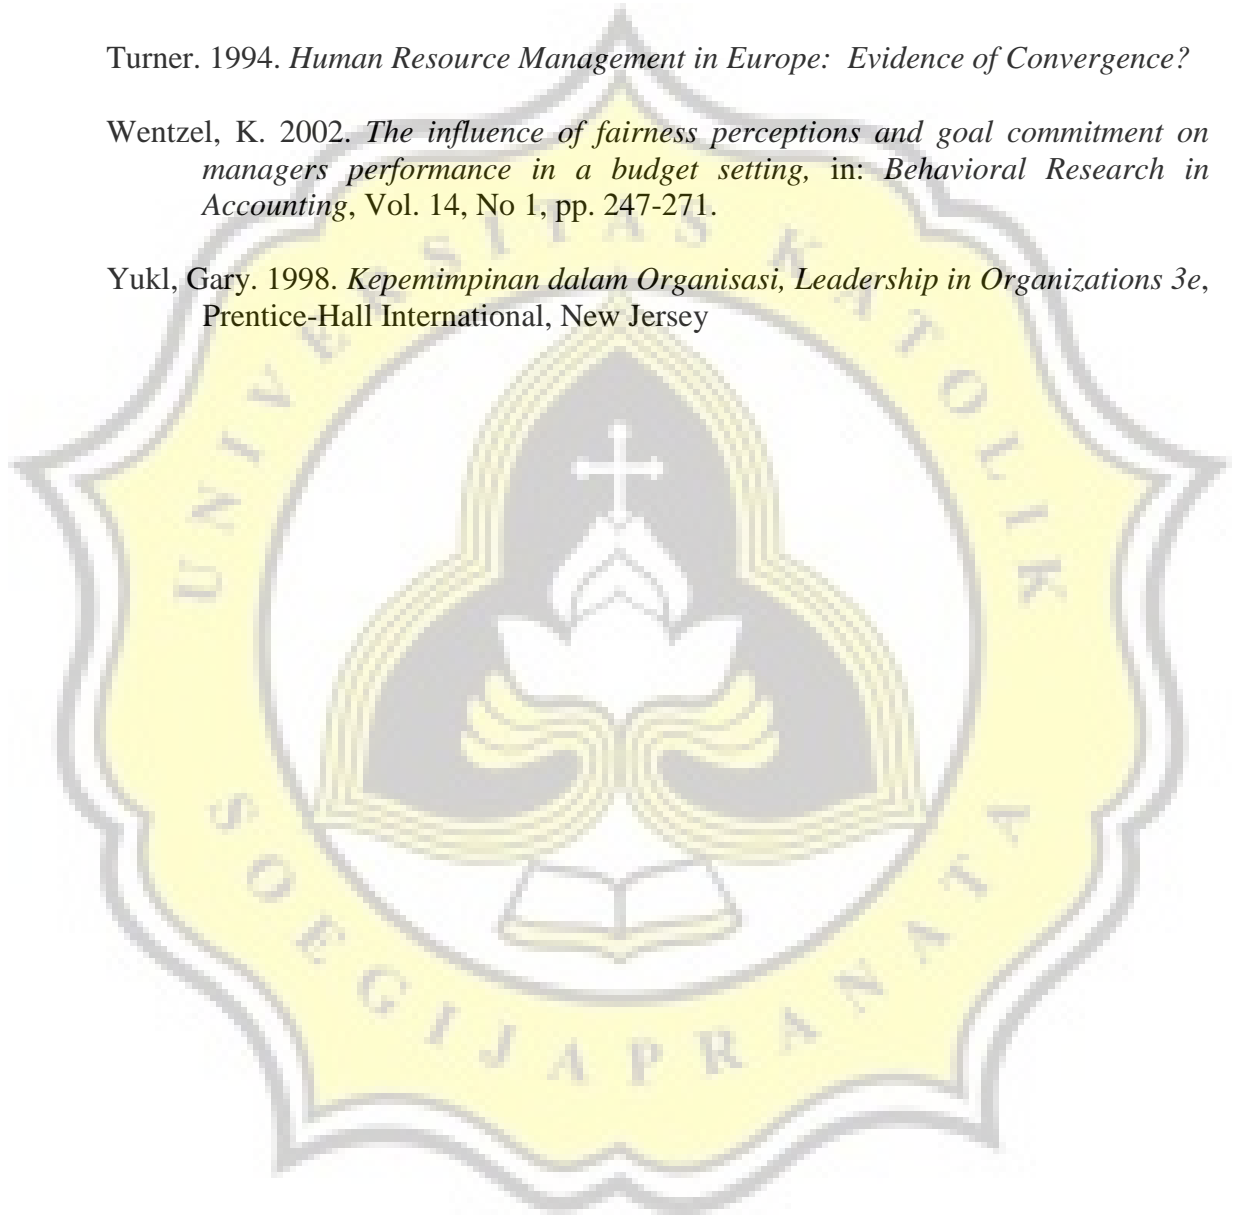 Turner. 1994. Human Resource Management in Europe:  Evidence of Convergence?
Wentzel, K. 2002. The influence of fairness perceptions and goal commitment on
managers performance in a budget setting, in: Behavioral Research in
Accounting, Vol. 14, No 1, pp. 247-271.
Yukl, Gary. 1998. Kepemimpinan dalam Organisasi, Leadership in Organizations 3e,
Prentice-Hall International, New Jersey
UNIVERSITAS KATOLIK
SOEGIJAPRANATA